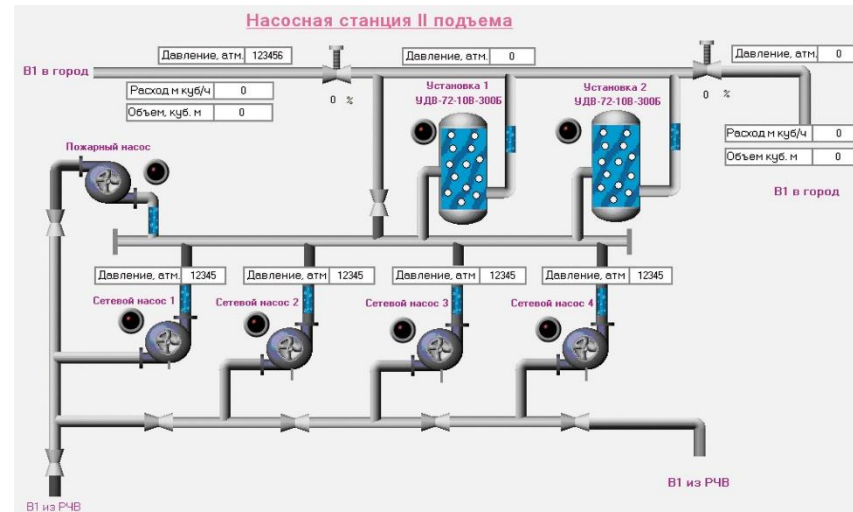 Насосная станция II подъема
Давление, атм. 123456
Давление, атм. 0
Давление, атм 0
В1 в город
Расход м куб/ч 0
Объем, куб. м 0
0 %
Установка 1
УДВ-72-10В-300Б
Установка 2
УДВ-72-10В-300Б
0 %
Расход м куб/ч 0
Объем куб. м 0
В1 в город
Пожарный насос
Давление, атм. 12345
Давление, атм 12345
Давление, атм 12345
Давление, атм 12345
Сетевой насос 1
Сетевой насос 2
Сетевой насос 3
Сетевой насос 4
В1 из РЧВ
В1 из РЧВ